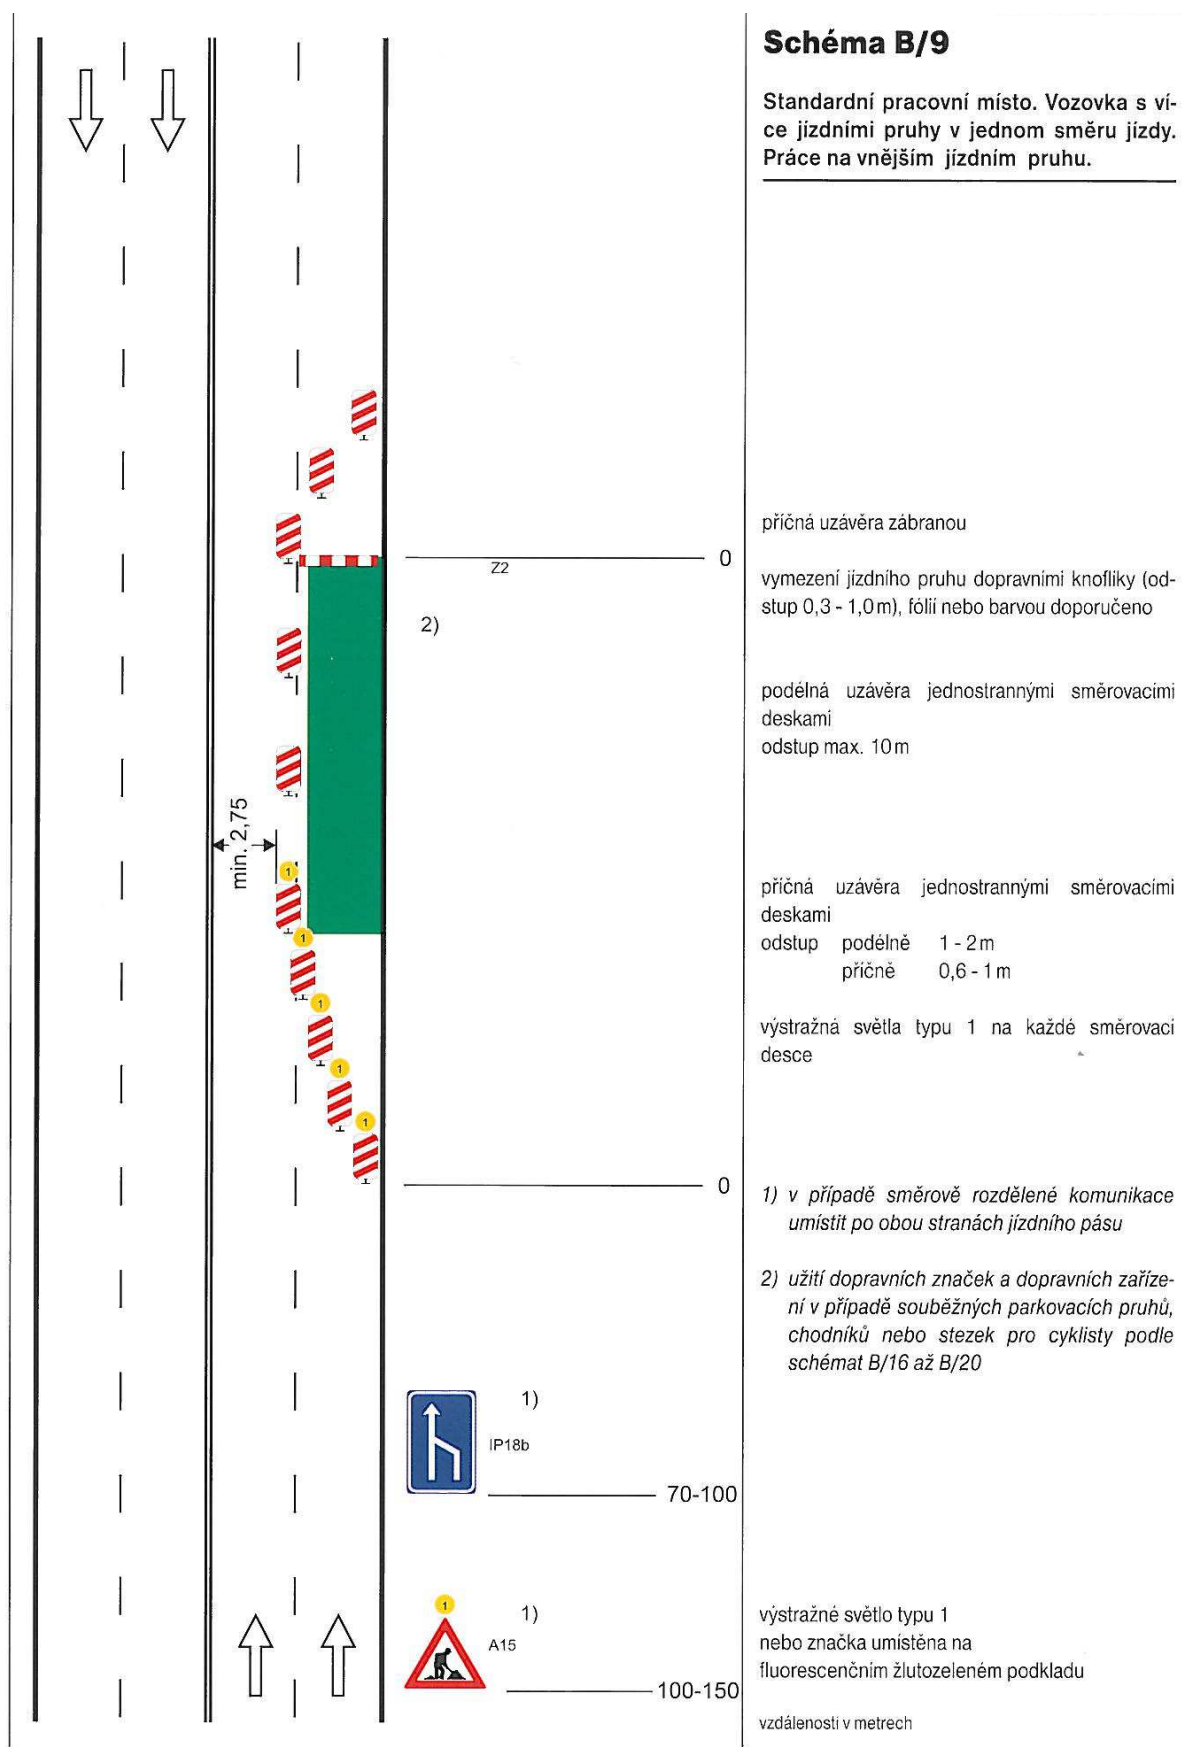 Schéma B/9
Standardní pracovní místo. Vozovka s ví-
ce jízdními pruhy v jednom směru jízdy.
Práce na vnějším jízdním pruhu.
příčná uzávěra zábranou
0
Z2
vymezení jízdního pruhu dopravními knoflíky (od-
stup 0,3 - 1,0 m), fólií nebo barvou doporučeno
2)
podélná uzávěra jednostrannými směrovacími
deskami
odstup max. 10 m
min. 2,75
1
příčná uzávěra jednostrannými směrovacími
deskami
odstup podélně 1 - 2 m
příčně 0,6 - 1 m
1
1
výstražná světla typu 1 na každé směrovací
desce
1
1
0
1) v případě směrově rozdělené komunikace
umístit po obou stranách jízdního pásu
2) užití dopravních značek a dopravních zaříze-
ní v případě souběžných parkovacích pruhů,
chodníků nebo stezek pro cyklisty podle
schémat B/16 až B/20
1)
IP18b
70-100
1
1)
A15
100-150
výstražné světlo typu 1
nebo značka umístěna na
fluorescenčním žlutozeleném podkladu
vzdálenosti v metrech